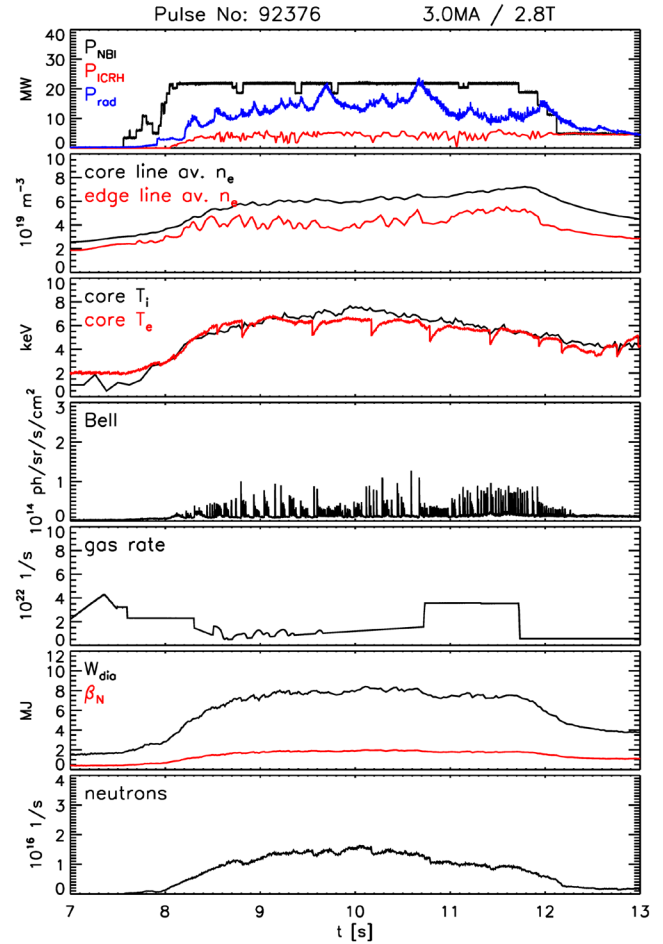 Pulse No: 92376 3.0MA / 2.8T
P_NBI
P_ICRH
P_rad
MW
40
30
20
10
0
core line av. n_e
edge line av. n_e
10^19 m^-3
10
8
6
4
2
0
core T_i
core T_e
keV
10
8
6
4
2
0
Bell
10^14 ph/sr/s/cm^2
3
2
1
0
gas rate
10^22 1/s
10
8
6
4
2
0
W_dia
β_N
MJ
12
10
8
6
4
2
0
neutrons
10^16 1/s
4
3
2
1
0
7 8 9 10 11 12 13
t [s]